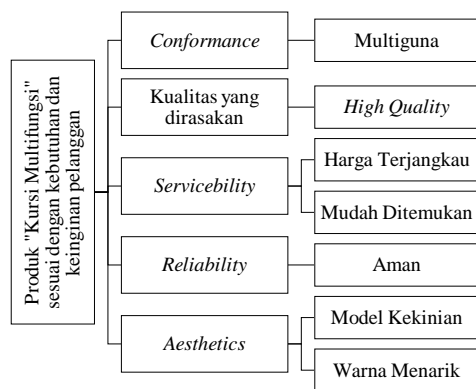 Produk "Kursi Multifungsi"
sesuai dengan kebutuhan dan
keinginan pelanggan
Conformance
Multiguna
Kualitas yang
dirasakan
High Quality
Servicebility
Harga Terjangkau
Mudah Ditemukan
Reliability
Aman
Aesthetics
Model Kekinian
Warna Menarik